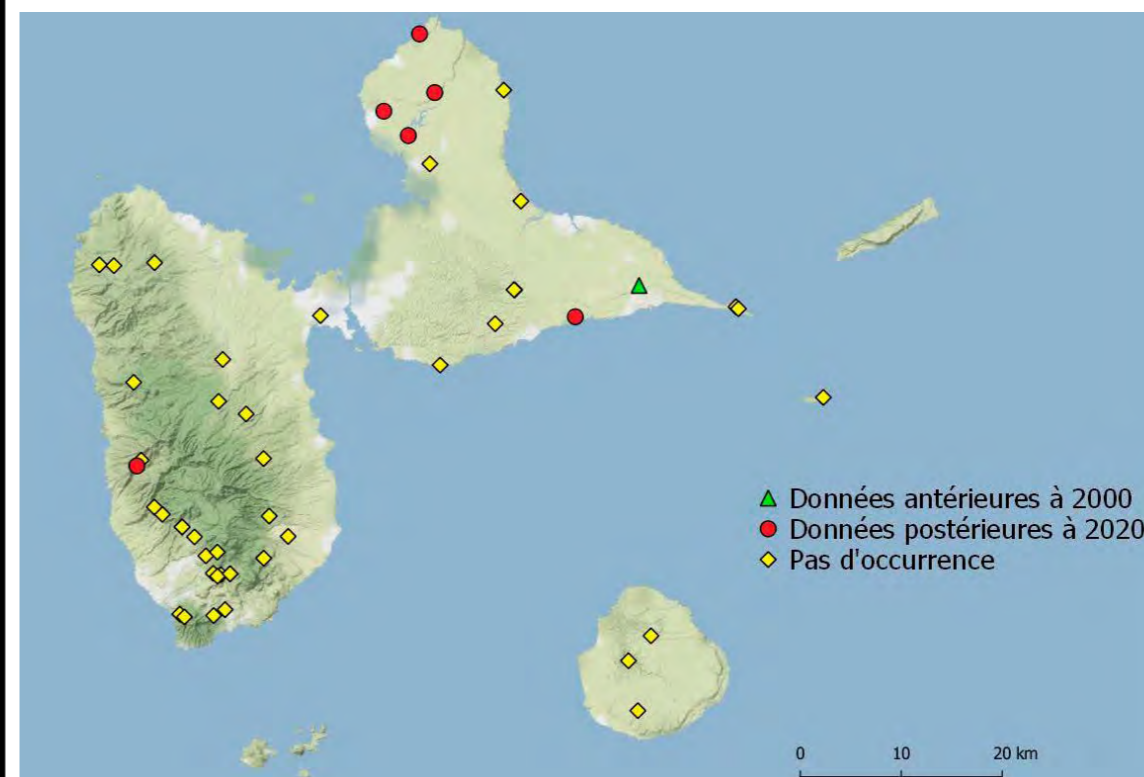 Données antérieures à 2000
Données postérieures à 2020
Pas d'occurrence
0 10 20 km